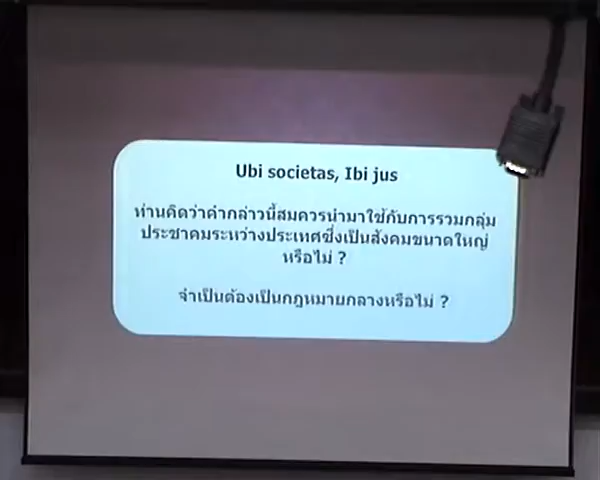 Ubi societas, Ibi jus
ท่านคิดว่าคำกล่าวนี้สมควรนำมาใช้กับการรวมกลุ่ม
ประชาคมระหว่างประเทศซึ่งเป็นสังคมขนาดใหญ่
หรือไม่ ?
จำเป็นต้องเป็นกฎหมายกลางหรือไม่ ?